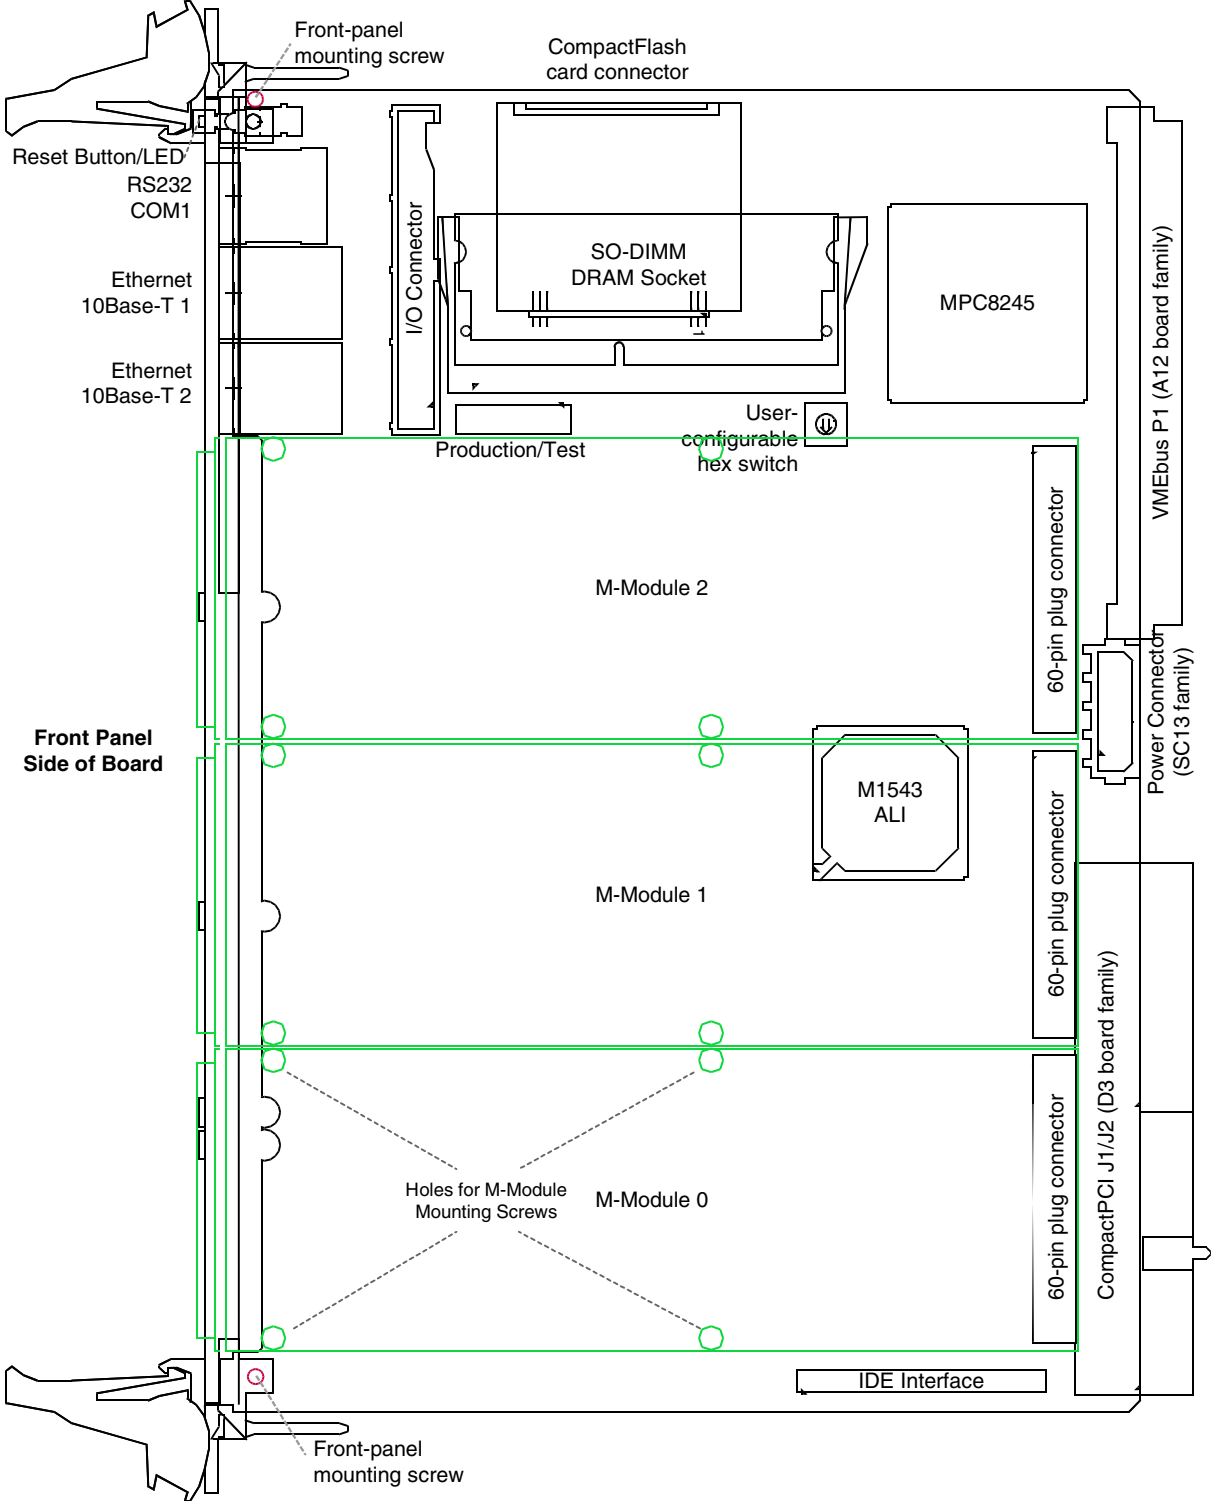 Front-panel
mounting screw
CompactFlash
card connector
Reset Button/LED
RS232
COM1
Ethernet
10Base-T 1
Ethernet
10Base-T 2
I/O Connector
SO-DIMM
DRAM Socket
1
MPC8245
VMEbus P1 (A12 board family)
Production/Test
User-
configurable
hex switch
M-Module 2
60-pin plug connector
Power Connector
(SC13 family)
Front Panel
Side of Board
M1543
ALI
M-Module 1
60-pin plug connector
CompactPCI J1/J2 (D3 board family)
Holes for M-Module
Mounting Screws
M-Module 0
60-pin plug connector
IDE Interface
Front-panel
mounting screw